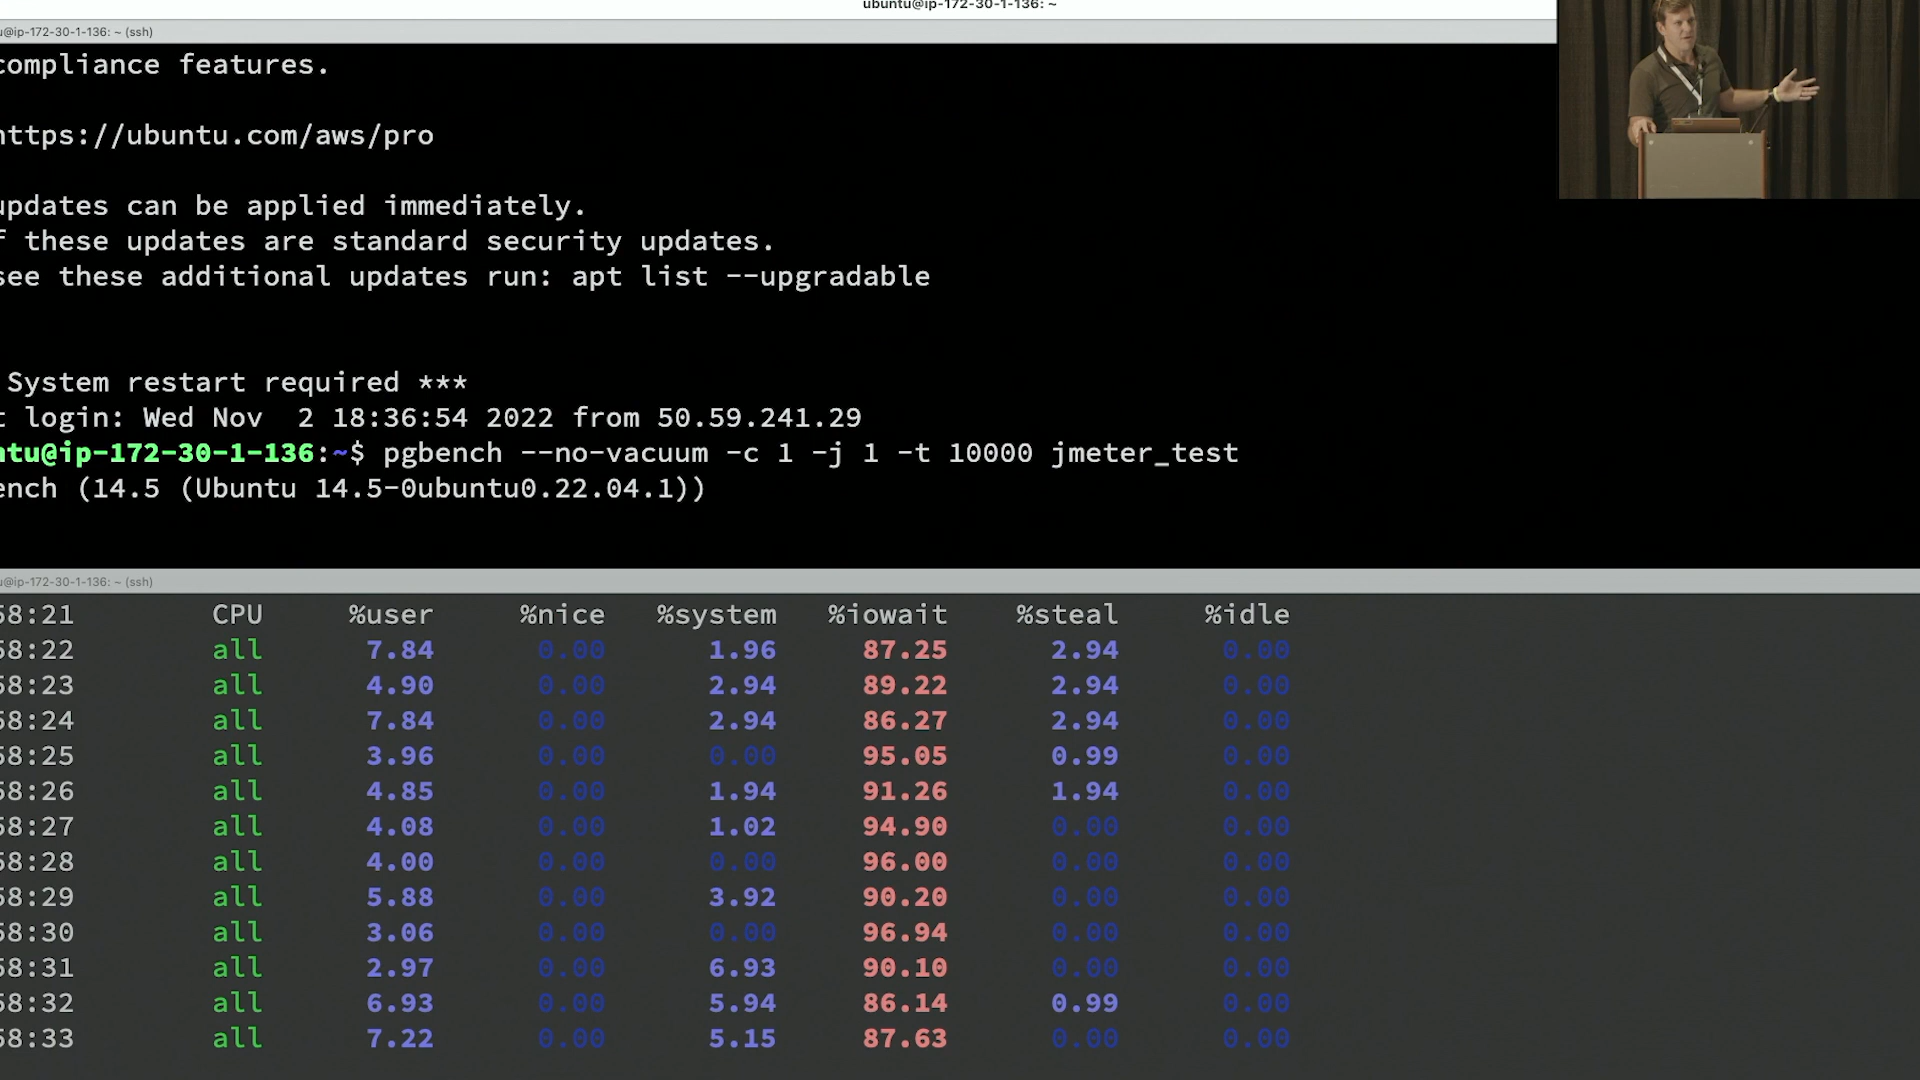 ubuntu@ip-172-30-1-136: ~
u@ip-172-30-1-136: ~ (ssh)
compliance features.
https://ubuntu.com/aws/pro
updates can be applied immediately.
f these updates are standard security updates.
see these additional updates run: apt list --upgradable
System restart required ***
t login: Wed Nov  2 18:36:54 2022 from 50.59.241.29
ntu@ip-172-30-1-136:~$ pgbench --no-vacuum -c 1 -j 1 -t 10000 jmeter_test
ench (14.5 (Ubuntu 14.5-0ubuntu0.22.04.1))
u@ip-172-30-1-136: ~ (ssh)
58:21 CPU %user %nice %system %iowait %steal %idle
58:22 all 7.84 0.00 1.96 87.25 2.94 0.00
58:23 all 4.90 0.00 2.94 89.22 2.94 0.00
58:24 all 7.84 0.00 2.94 86.27 2.94 0.00
58:25 all 3.96 0.00 0.00 95.05 0.99 0.00
58:26 all 4.85 0.00 1.94 91.26 1.94 0.00
58:27 all 4.08 0.00 1.02 94.90 0.00 0.00
58:28 all 4.00 0.00 0.00 96.00 0.00 0.00
58:29 all 5.88 0.00 3.92 90.20 0.00 0.00
58:30 all 3.06 0.00 0.00 96.94 0.00 0.00
58:31 all 2.97 0.00 6.93 90.10 0.00 0.00
58:32 all 6.93 0.00 5.94 86.14 0.99 0.00
58:33 all 7.22 0.00 5.15 87.63 0.00 0.00